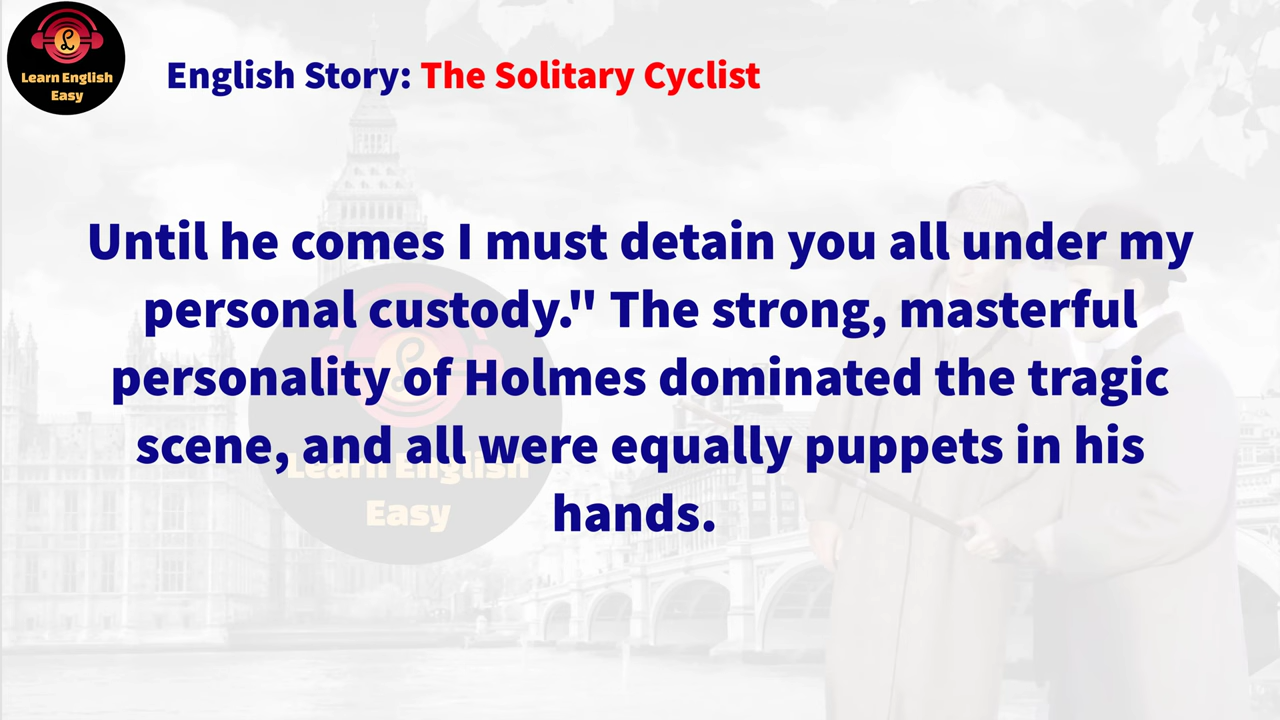 Learn English
Easy
English Story: The Solitary Cyclist
Until he comes I must detain you all under my
personal custody." The strong, masterful
personality of Holmes dominated the tragic
scene, and all were equally puppets in his
hands.
Learn English
Easy